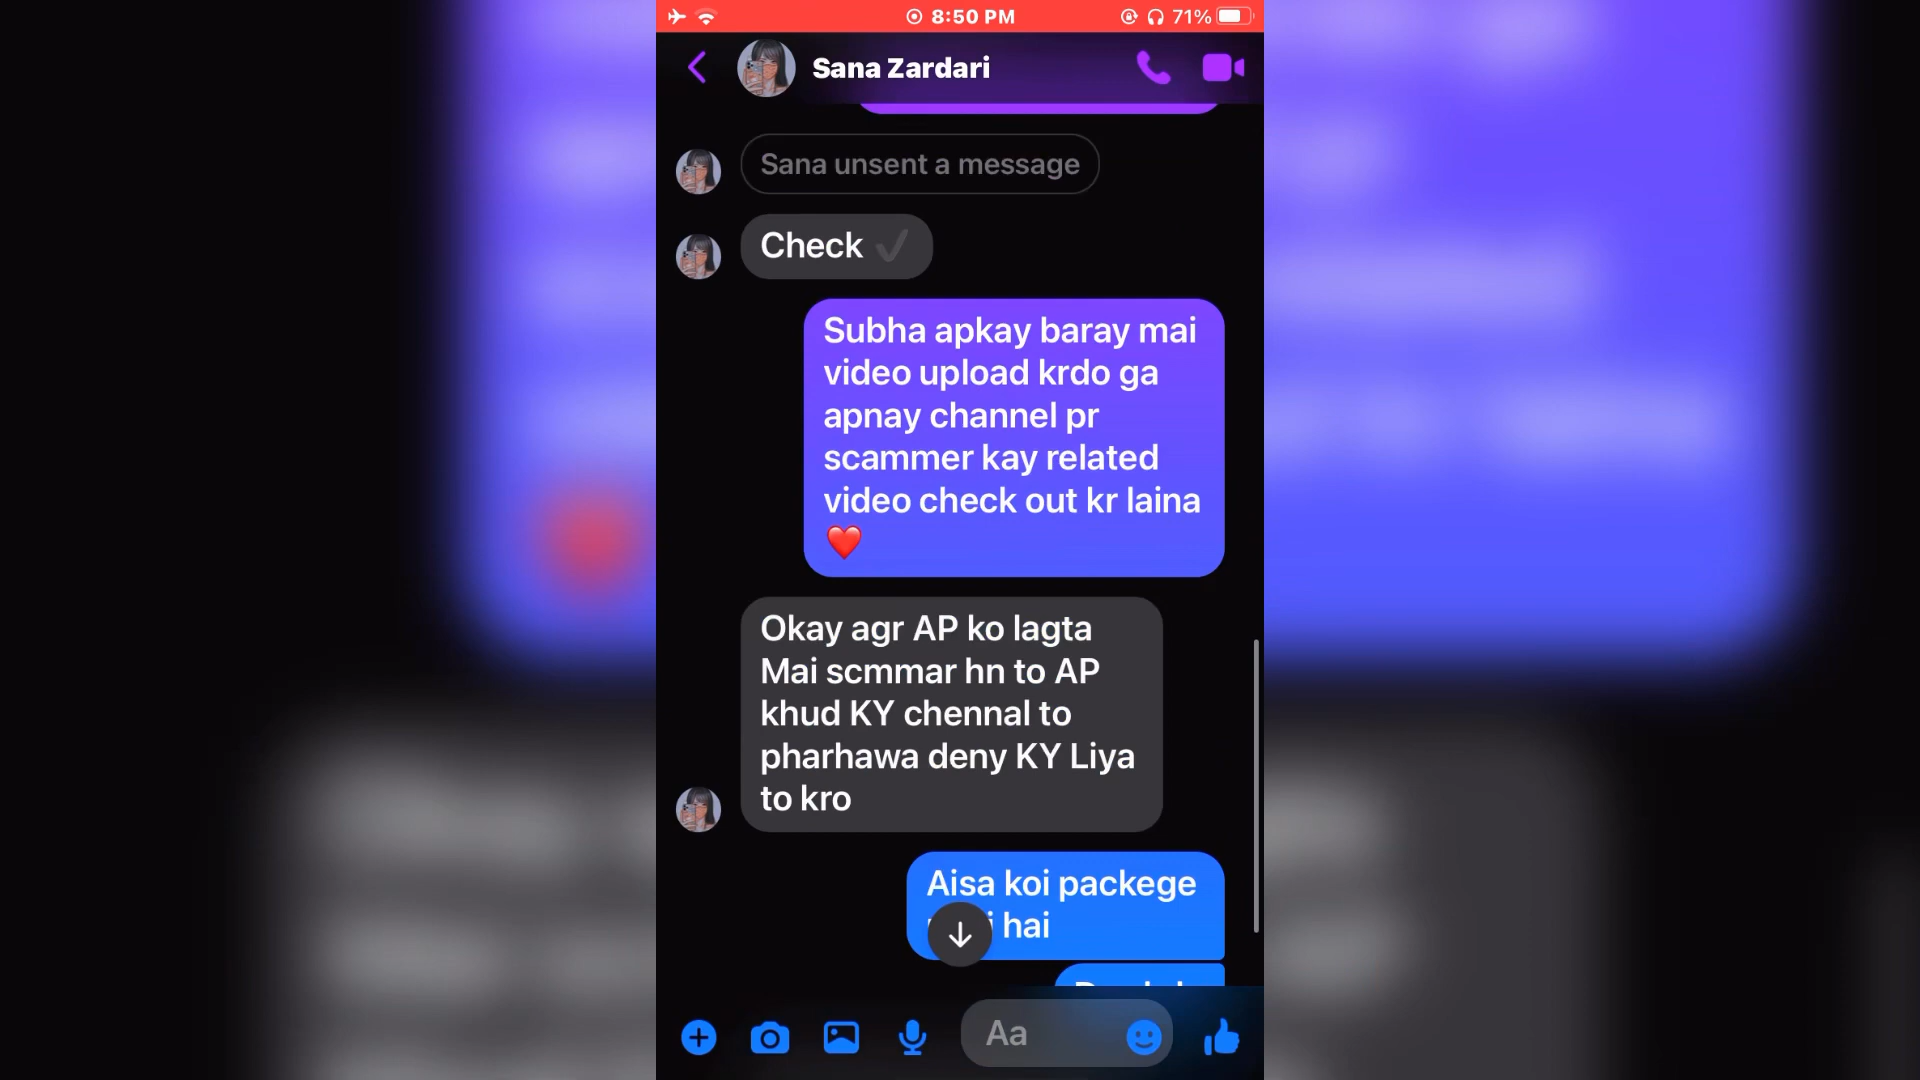 8:50 PM
71%
Sana Zardari
Sana unsent a message
Check ✓
Subha apkay baray mai
video upload krdo ga
apnay channel pr
scammer kay related
video check out kr laina
❤️
Okay agr AP ko lagta
Mai scmmar hn to AP
khud KY chennal to
pharhawa deny KY Liya
to kro
Aisa koi packege
hai
Aa